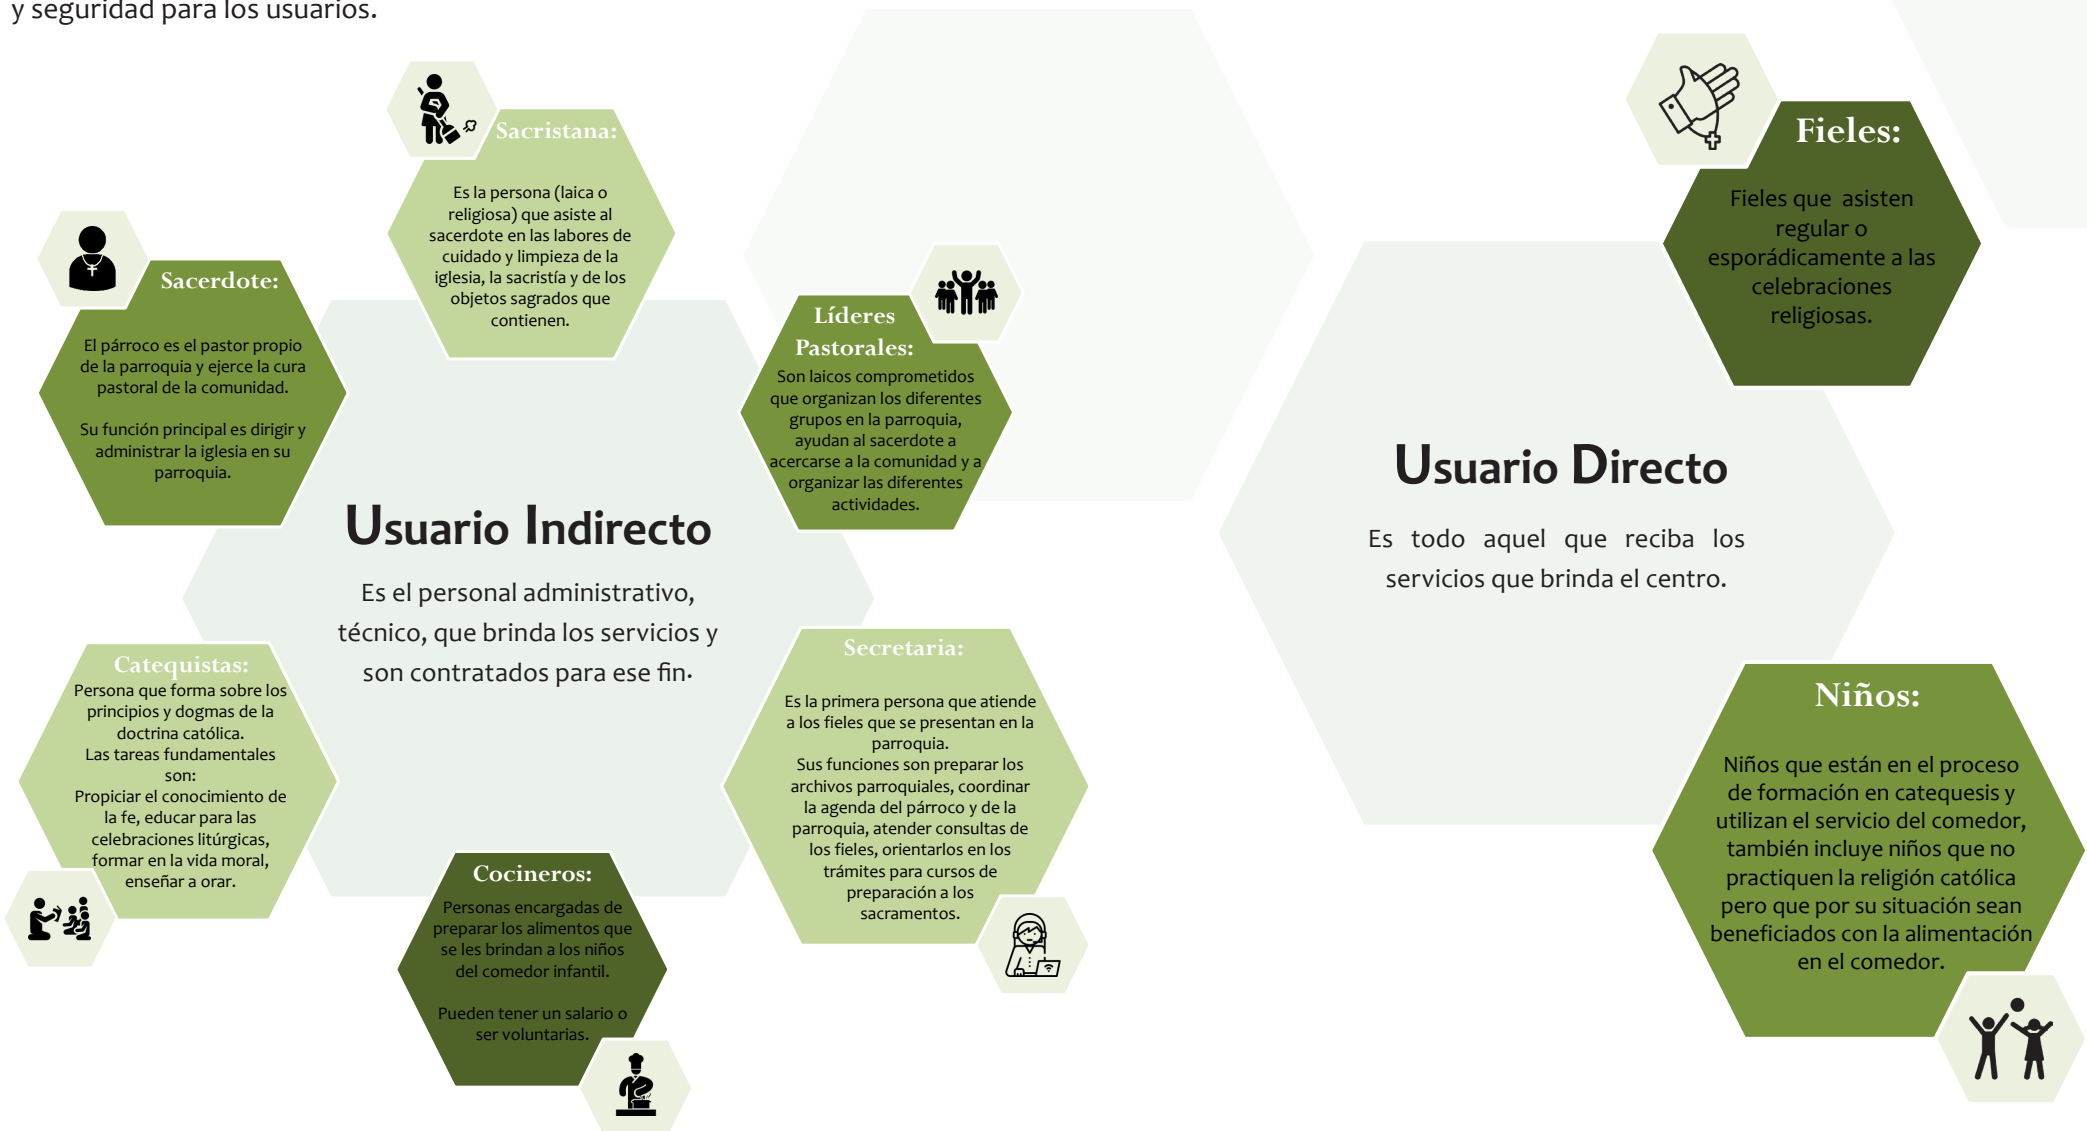 y seguridad para los usuarios.
Sacristana:
Es la persona (laica o
religiosa) que asiste al
sacerdote en las labores de
cuidado y limpieza de la
iglesia, la sacristía y de los
objetos sagrados que
contienen.
Sacerdote:
El párroco es el pastor propio
de la parroquia y ejerce la cura
pastoral de la comunidad.
Su función principal es dirigir y
administrar la iglesia en su
parroquia.
Líderes
Pastorales:
Son laicos comprometidos
que organizan los diferentes
grupos en la parroquia,
ayudan al sacerdote a
acercarse a la comunidad y a
organizar las diferentes
actividades.
Usuario Indirecto
Es el personal administrativo,
técnico, que brinda los servicios y
son contratados para ese fin.
Catequistas:
Persona que forma sobre los
principios y dogmas de la
doctrina católica.
Las tareas fundamentales
son:
Propiciar el conocimiento de
la fe, educar para las
celebraciones litúrgicas,
formar en la vida moral,
enseñar a orar.
Secretaria:
Es la primera persona que atiende
a los fieles que se presentan en la
parroquia.
Sus funciones son preparar los
archivos parroquiales, coordinar
la agenda del párroco y de la
parroquia, atender consultas de
los fieles, orientarlos en los
trámites para cursos de
preparación a los
sacramentos.
Cocineros:
Personas encargadas de
preparar los alimentos que
se les brindan a los niños
del comedor infantil.
Pueden tener un salario o
ser voluntarias.
Fieles:
Fieles que asisten
regular o
esporádicamente a las
celebraciones
religiosas.
Usuario Directo
Es todo aquel que reciba los
servicios que brinda el centro.
Niños:
Niños que están en el proceso
de formación en catequesis y
utilizan el servicio del comedor,
también incluye niños que no
practiquen la religión católica
pero que por su situación sean
beneficiados con la alimentación
en el comedor.